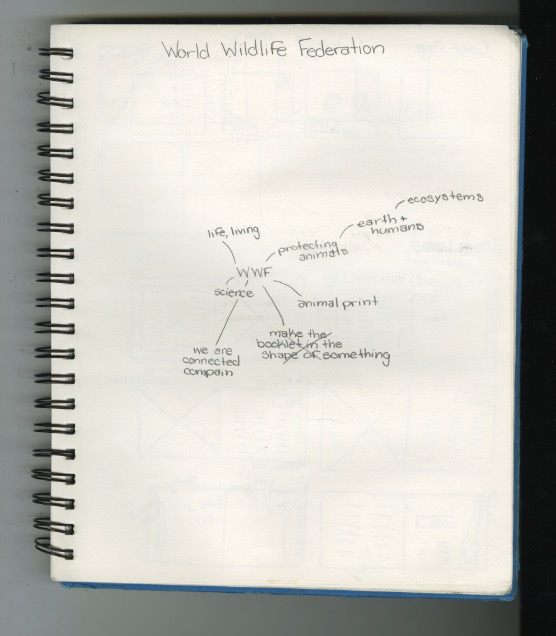 World Wildlife Federation
ecosystems
earth +
humans
life, living
protecting
animals
WWF
science
animal print
make the
booklet in the
shape of something
we are
connected
compain